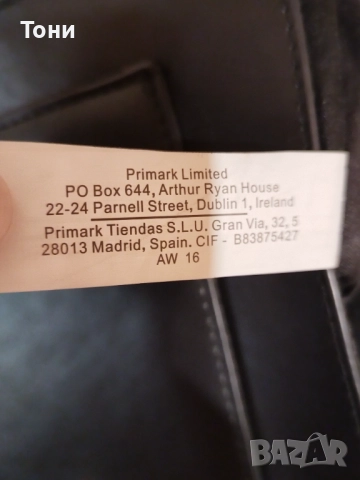 Тони
Primark Limited
PO Box 644, Arthur Ryan House
22-24 Parnell Street, Dublin 1, Ireland
Primark Tiendas S.L.U. Gran Via, 32, 5
28013 Madrid, Spain. CIF - B83875427
AW 16
BAZAR